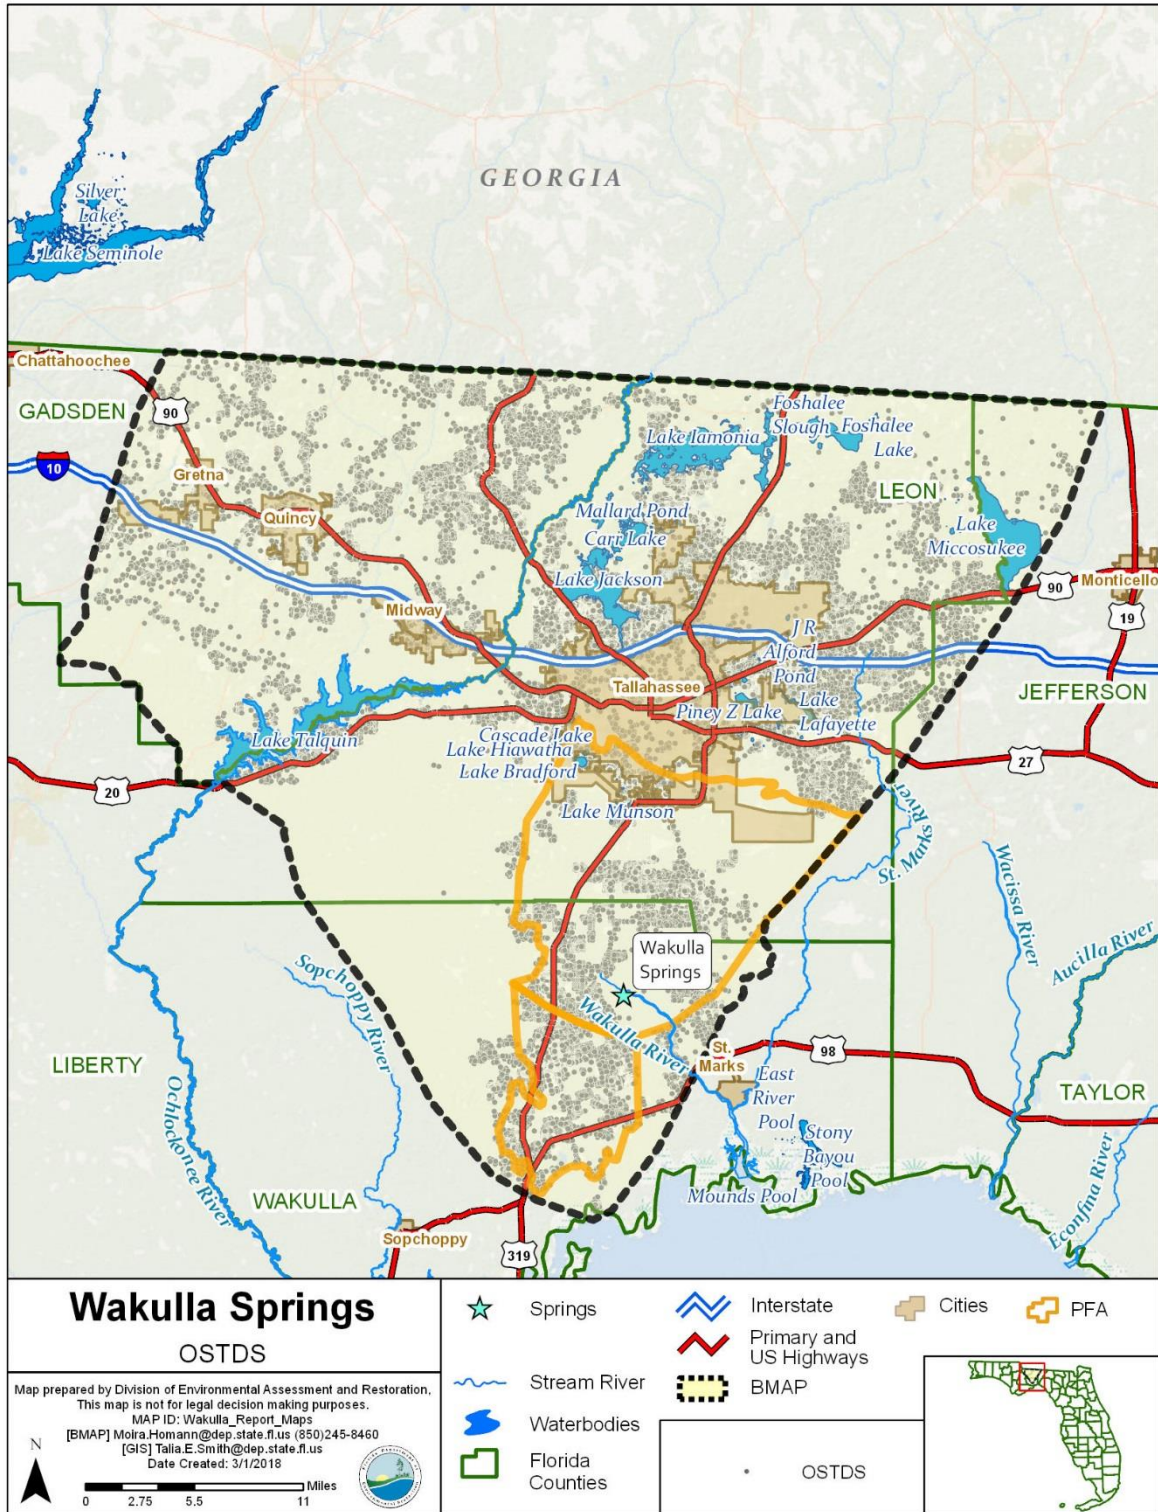 GEORGIA
Silver
Lake
Lake Seminole
Chattahoochee
GADSDEN
90
10
Gretna
Quincy
Midway
Foshalee
Slough
Foshalee
Lake
Lake Iamonia
LEON
Mallard Pond
Carr Lake
Lake Jackson
Lake
Miccosukee
90
Monticello
19
J R
Alford
Pond
Tallahassee
Piney Z Lake
Lake
Lafayette
JEFFERSON
Lake Talquin
Cascade Lake
Lake Hiawatha
Lake Bradford
Lake Munson
20
27
St. Marks River
Wacissa River
Aucilla River
Sopchoppy River
Wakulla
Springs
Wakulla River
LIBERTY
Ochlockonee River
St.
Marks
98
East
River
Pool
Stony
Bayou
Pool
Mounds Pool
TAYLOR
Econfina River
WAKULLA
Sopchoppy
319
Wakulla Springs
OSTDS
Map prepared by Division of Environmental Assessment and Restoration.
This map is not for legal decision making purposes.
MAP ID: Wakulla_Report_Maps
[BMAP] Moira.Homann@dep.state.fl.us (850)245-8460
[GIS] Talia.E.Smith@dep.state.fl.us
Date Created: 3/1/2018
N
Miles
0 2.75 5.5 11
Springs
Interstate
Cities
PFA
Primary and
US Highways
Stream River
BMAP
Waterbodies
Florida
Counties
OSTDS